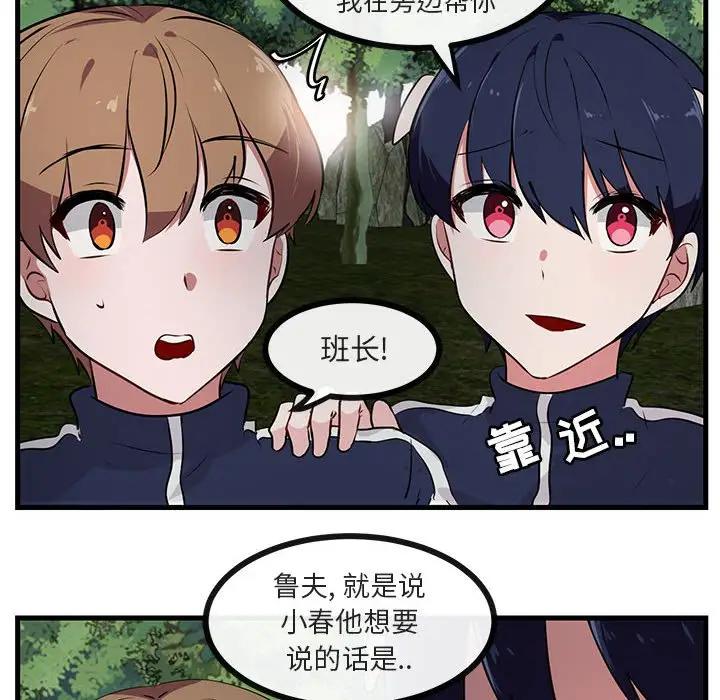 我在旁边帮你
班长!
靠近..
鲁夫, 就是说
小春他想要
说的话是..